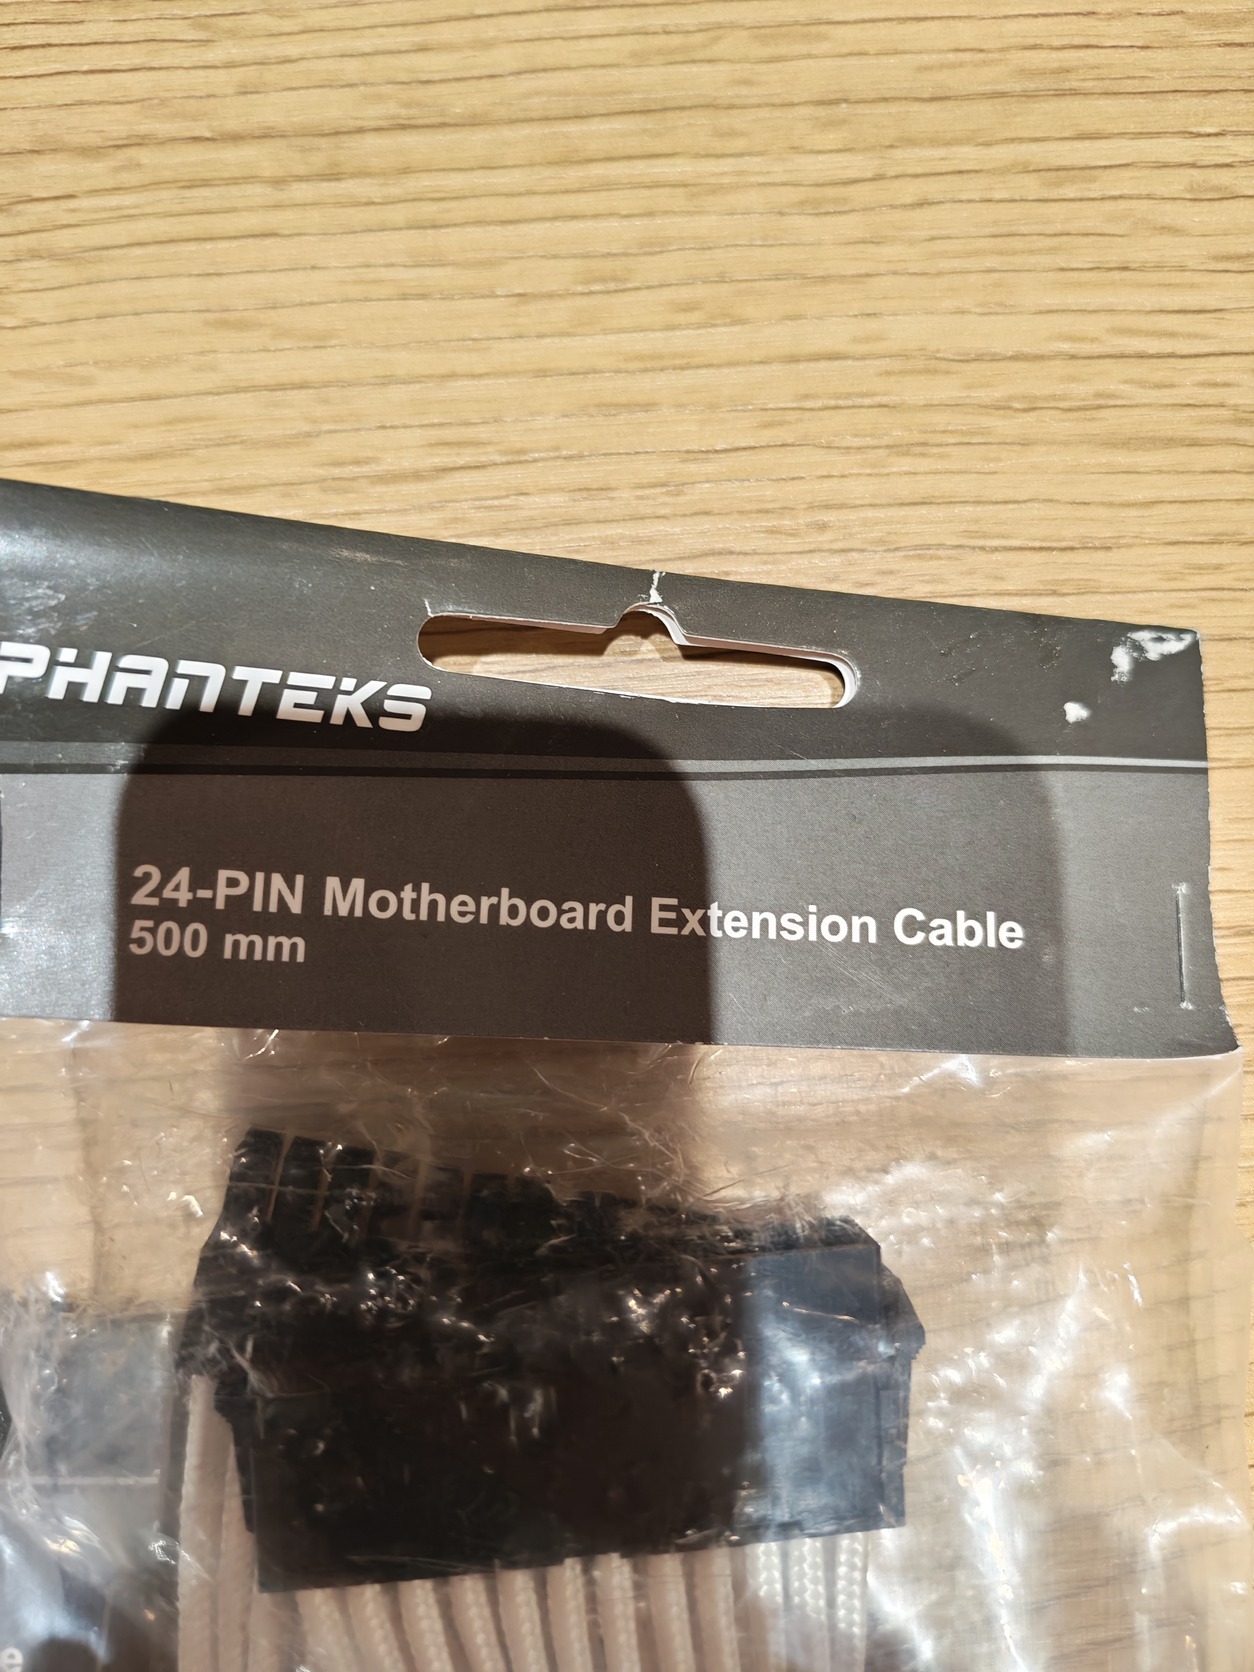 PHANTEKS
24-PIN Motherboard Extension Cable
500 mm